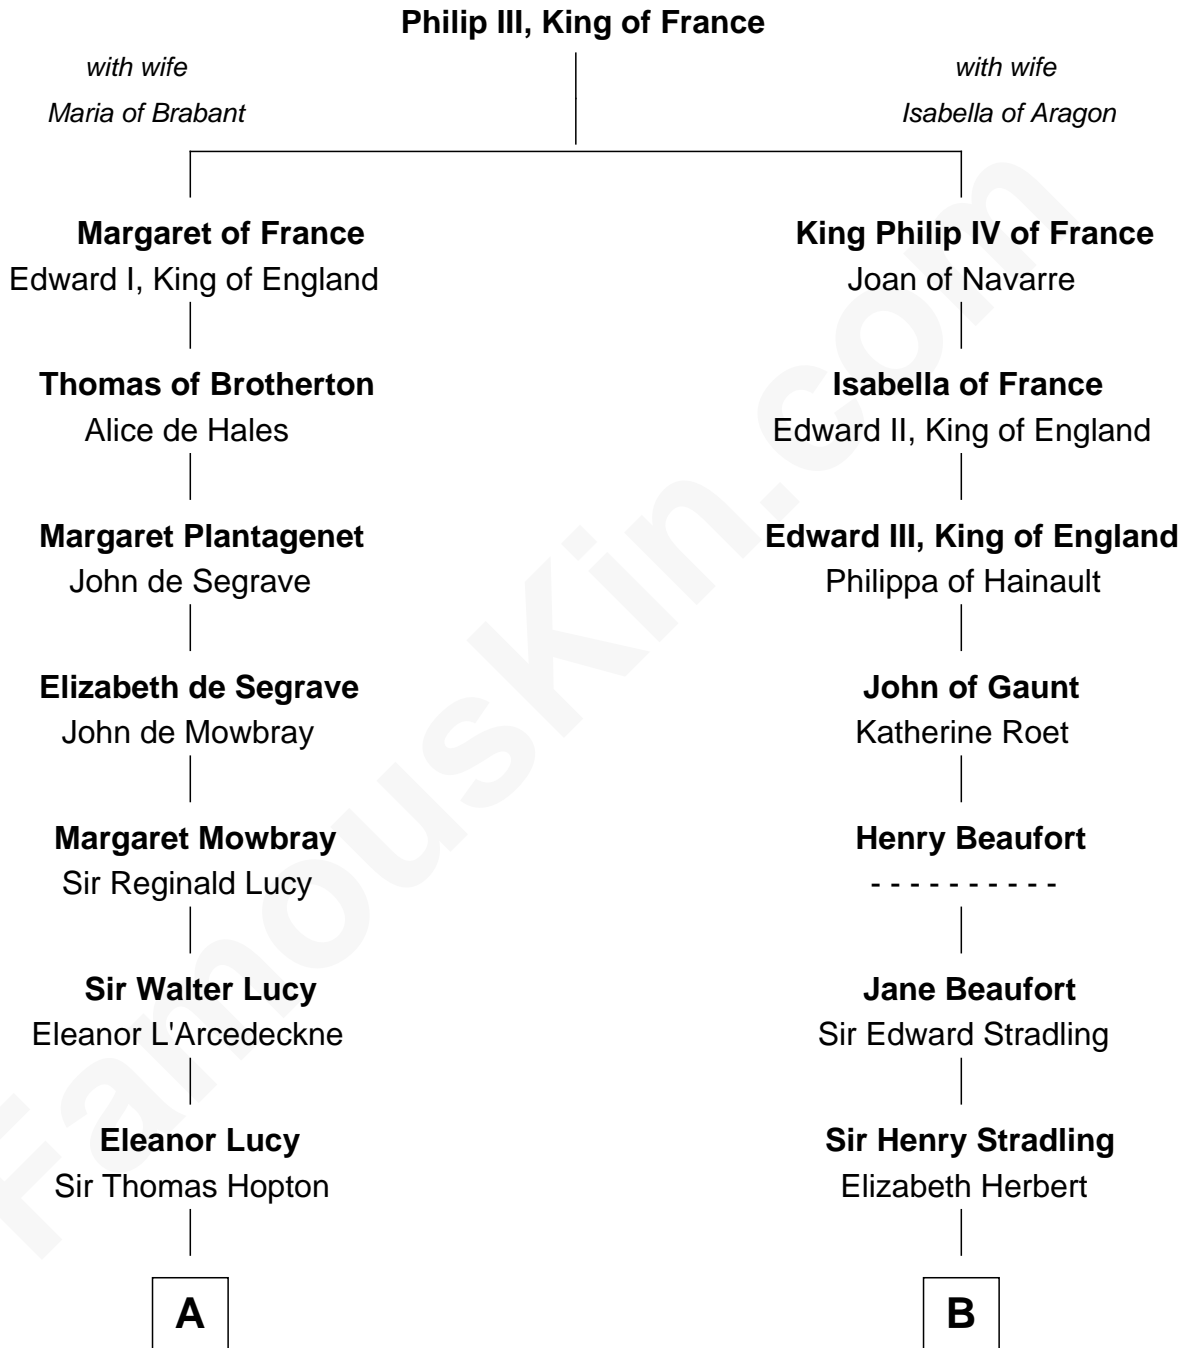 Philip III, King of France
with wife
Maria of Brabant
with wife
Isabella of Aragon
Margaret of France
Edward I, King of England
King Philip IV of France
Joan of Navarre
Thomas of Brotherton
Alice de Hales
Isabella of France
Edward II, King of England
Margaret Plantagenet
John de Segrave
Edward III, King of England
Philippa of Hainault
Elizabeth de Segrave
John de Mowbray
John of Gaunt
Katherine Roet
Margaret Mowbray
Sir Reginald Lucy
Henry Beaufort
- - - - - - - - - -
Sir Walter Lucy
Eleanor L'Arcedeckne
Jane Beaufort
Sir Edward Stradling
Eleanor Lucy
Sir Thomas Hopton
Sir Henry Stradling
Elizabeth Herbert
A
B
FamousKin.com